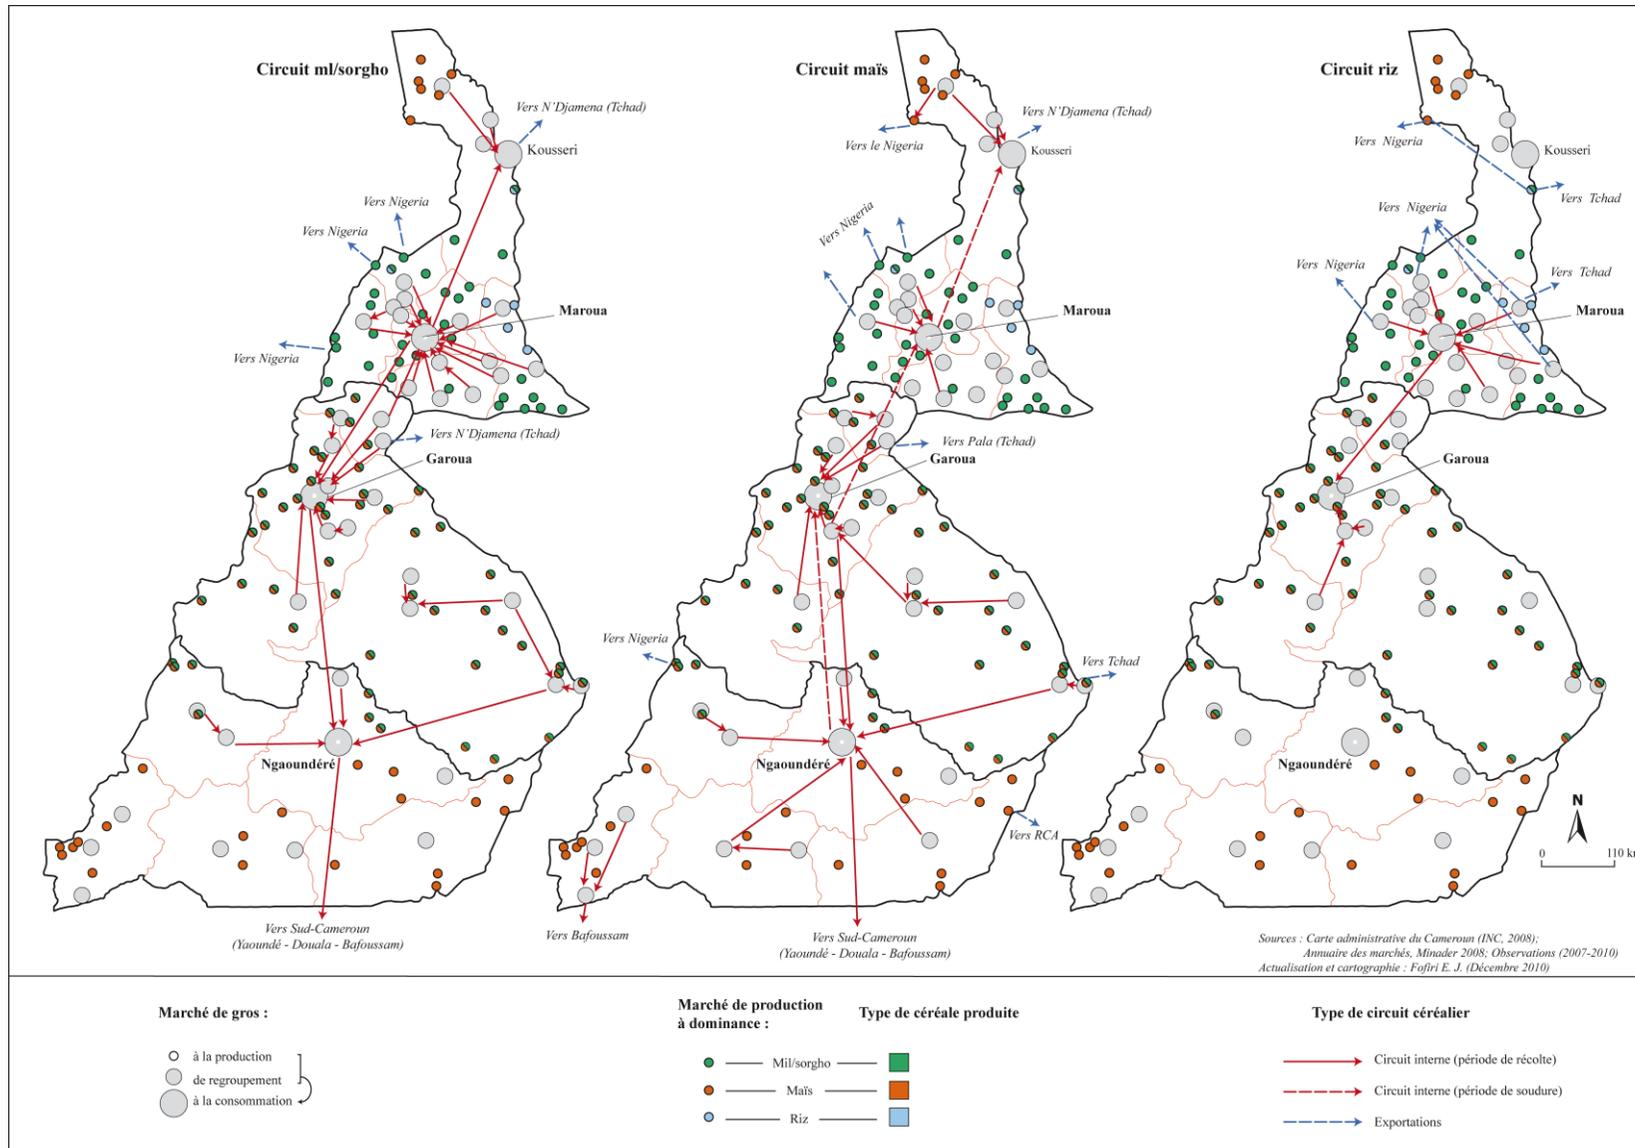 Circuit ml/sorgho
Vers N'Djamena (Tchad)
Kousseri
Vers Nigeria
Vers Nigeria
Maroua
Vers Nigeria
Vers N'Djamena (Tchad)
Garoua
Ngaoundéré
Vers Sud-Cameroun
(Yaoundé - Douala - Bafoussam)
Circuit maïs
Vers N'Djamena (Tchad)
Vers le Nigeria
Kousseri
Vers Nigeria
Maroua
Vers Pala (Tchad)
Garoua
Vers Nigeria
Vers Tchad
Ngaoundéré
Vers RCA
Vers Bafoussam
Vers Sud-Cameroun
(Yaoundé - Douala - Bafoussam)
Circuit riz
Vers Nigeria
Kousseri
Vers Tchad
Vers Nigeria
Vers Nigeria
Vers Tchad
Maroua
Garoua
Ngaoundéré
N
0 110 km
Sources : Carte administrative du Cameroun (INC, 2008);
Annuaire des marchés, Minader 2008; Observations (2007-2010)
Actualisation et cartographie : Fofiri E. J. (Décembre 2010)
Marché de gros :
à la production
de regroupement
à la consommation
Marché de production
à dominance :
Type de céréale produite
Mil/sorgho
Maïs
Riz
Type de circuit céréalier
Circuit interne (période de récolte)
Circuit interne (période de soudure)
Exportations